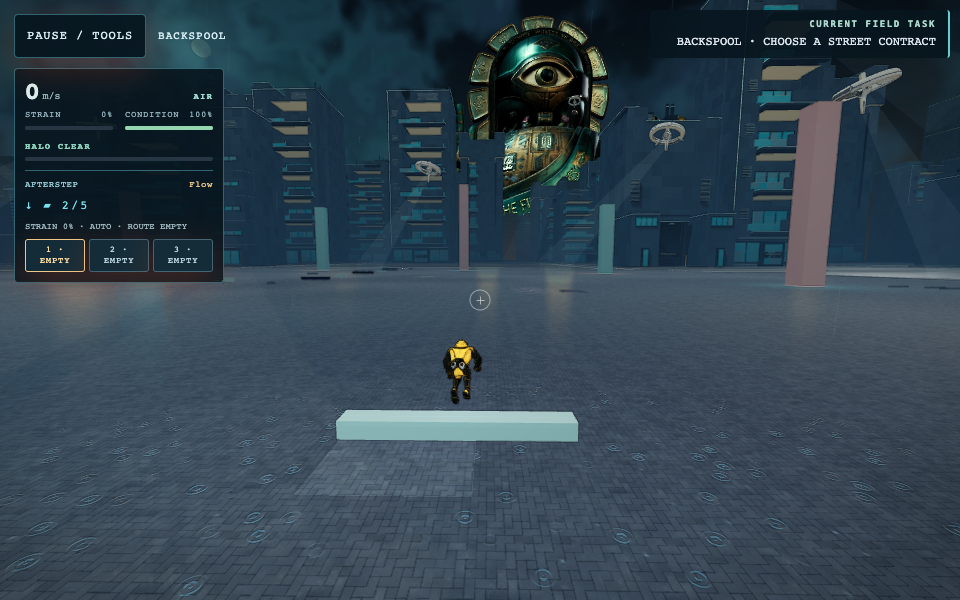 PAUSE / TOOLS
BACKSPOOL
CURRENT FIELD TASK
BACKSPOOL · CHOOSE A STREET CONTRACT
0 m/s
AIR
STRAIN 0%
CONDITION 100%
HALO CLEAR
AFTERSTEP
Flow
↓ ▰ 2/5
STRAIN 0% · AUTO · ROUTE EMPTY
1 · EMPTY
2 · EMPTY
3 · EMPTY